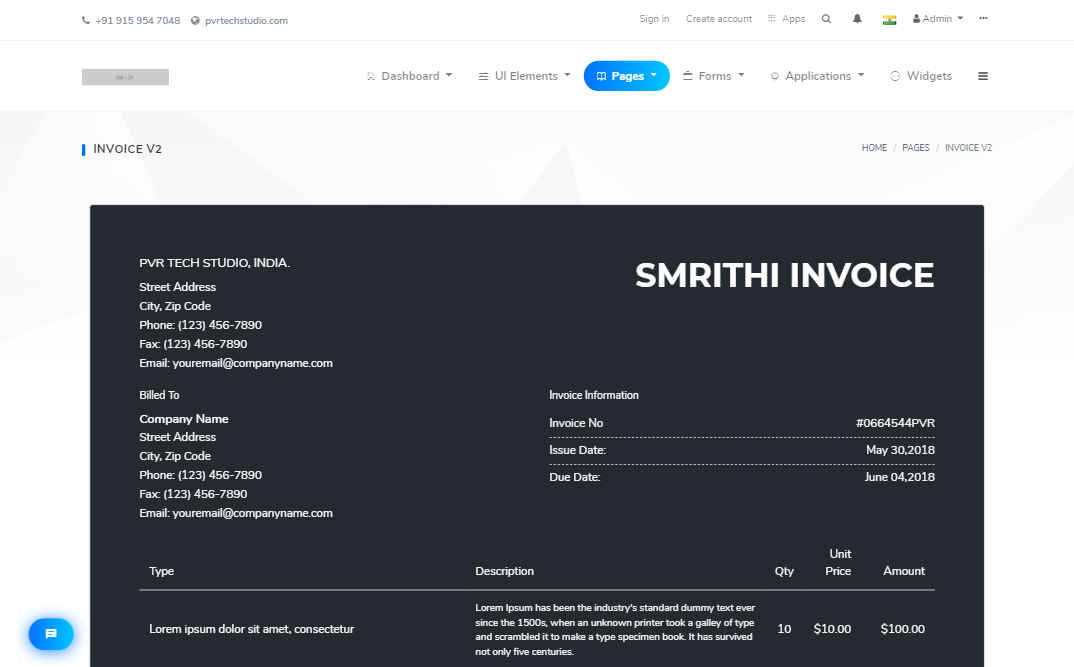 +91 915 954 7048 pvrtechstudio.com Sign in Create account Apps Admin
Dashboard UI Elements Pages Forms Applications Widgets
INVOICE V2 HOME / PAGES / INVOICE V2
PVR TECH STUDIO, INDIA.
SMRITHI INVOICE
Street Address
City, Zip Code
Phone: (123) 456-7890
Fax: (123) 456-7890
Email: youremail@companyname.com
Billed To
Company Name
Street Address
City, Zip Code
Phone: (123) 456-7890
Fax: (123) 456-7890
Email: youremail@companyname.com
Invoice Information
Invoice No #0664544PVR
Issue Date: May 30,2018
Due Date: June 04,2018
Type Description Qty Unit Price Amount
Lorem ipsum dolor sit amet, consectetur
Lorem Ipsum has been the industry's standard dummy text ever
since the 1500s, when an unknown printer took a galley of type
and scrambled it to make a type specimen book. It has survived
not only five centuries.
10 $10.00 $100.00